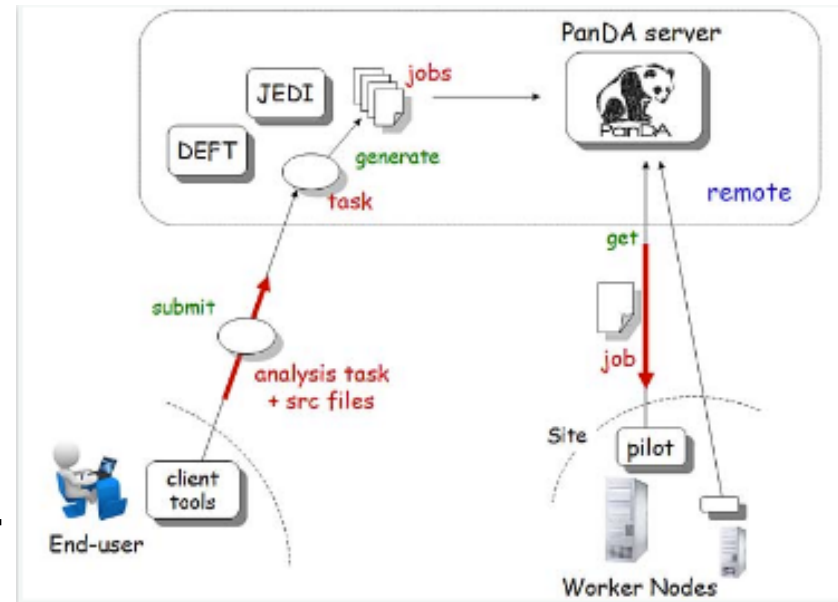 PanDA server
PanDA
JEDI
jobs
DEFT
generate
task
remote
get
submit
job
analysis task
+ src files
Site
pilot
client
tools
End-user
Worker Nodes